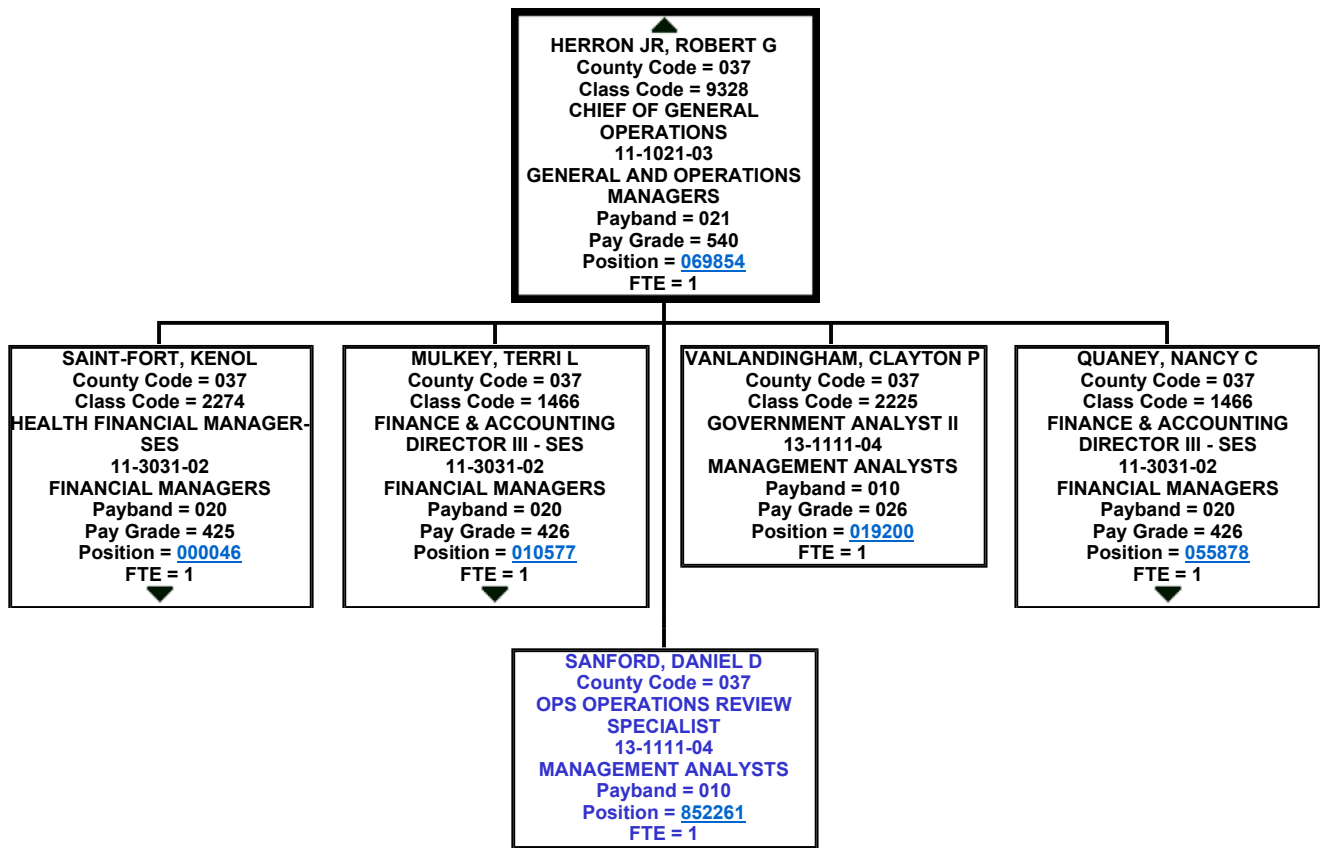 HERRON JR, ROBERT G
County Code = 037
Class Code = 9328
CHIEF OF GENERAL
OPERATIONS
11-1021-03
GENERAL AND OPERATIONS
MANAGERS
Payband = 021
Pay Grade = 540
Position = 069854
FTE = 1
SAINT-FORT, KENOL
County Code = 037
Class Code = 2274
HEALTH FINANCIAL MANAGER-
SES
11-3031-02
FINANCIAL MANAGERS
Payband = 020
Pay Grade = 425
Position = 000046
FTE = 1
MULKEY, TERRI L
County Code = 037
Class Code = 1466
FINANCE & ACCOUNTING
DIRECTOR III - SES
11-3031-02
FINANCIAL MANAGERS
Payband = 020
Pay Grade = 426
Position = 010577
FTE = 1
VANLANDINGHAM, CLAYTON P
County Code = 037
Class Code = 2225
GOVERNMENT ANALYST II
13-1111-04
MANAGEMENT ANALYSTS
Payband = 010
Pay Grade = 026
Position = 019200
FTE = 1
QUANEY, NANCY C
County Code = 037
Class Code = 1466
FINANCE & ACCOUNTING
DIRECTOR III - SES
11-3031-02
FINANCIAL MANAGERS
Payband = 020
Pay Grade = 426
Position = 055878
FTE = 1
SANFORD, DANIEL D
County Code = 037
OPS OPERATIONS REVIEW
SPECIALIST
13-1111-04
MANAGEMENT ANALYSTS
Payband = 010
Position = 852261
FTE = 1